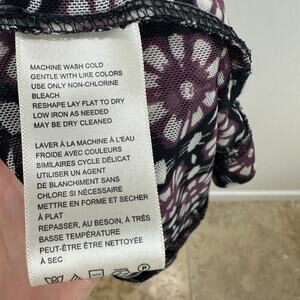 MACHINE WASH COLD
GENTLE WITH LIKE COLORS
USE ONLY NON-CHLORINE
BLEACH
RESHAPE LAY FLAT TO DRY
LOW IRON AS NEEDED
MAY BE DRY CLEANED
LAVER À LA MACHINE À L'EAU
FROIDE AVEC COULEURS
SIMILAIRES CYCLE DÉLICAT
UTILISER UN AGENT
DE BLANCHIMENT SANS
CHLORE SI NÉCESSAIRE
METTRE EN FORME ET SECHER
À PLAT
REPASSER, AU BESOIN, À TRÈS
BASSE TEMPÉRATURE
PEUT-ÊTRE ÊTRE NETTOYÉE
À SEC